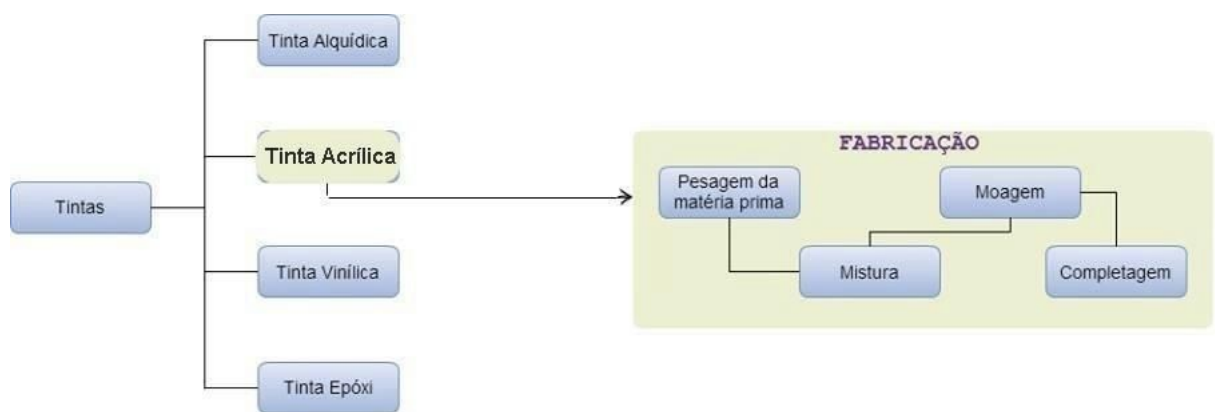 Tintas
Tinta Alquídica
Tinta Acrílica
Tinta Vinílica
Tinta Epóxi
FABRICAÇÃO
Pesagem da
matéria prima
Mistura
Moagem
Completagem